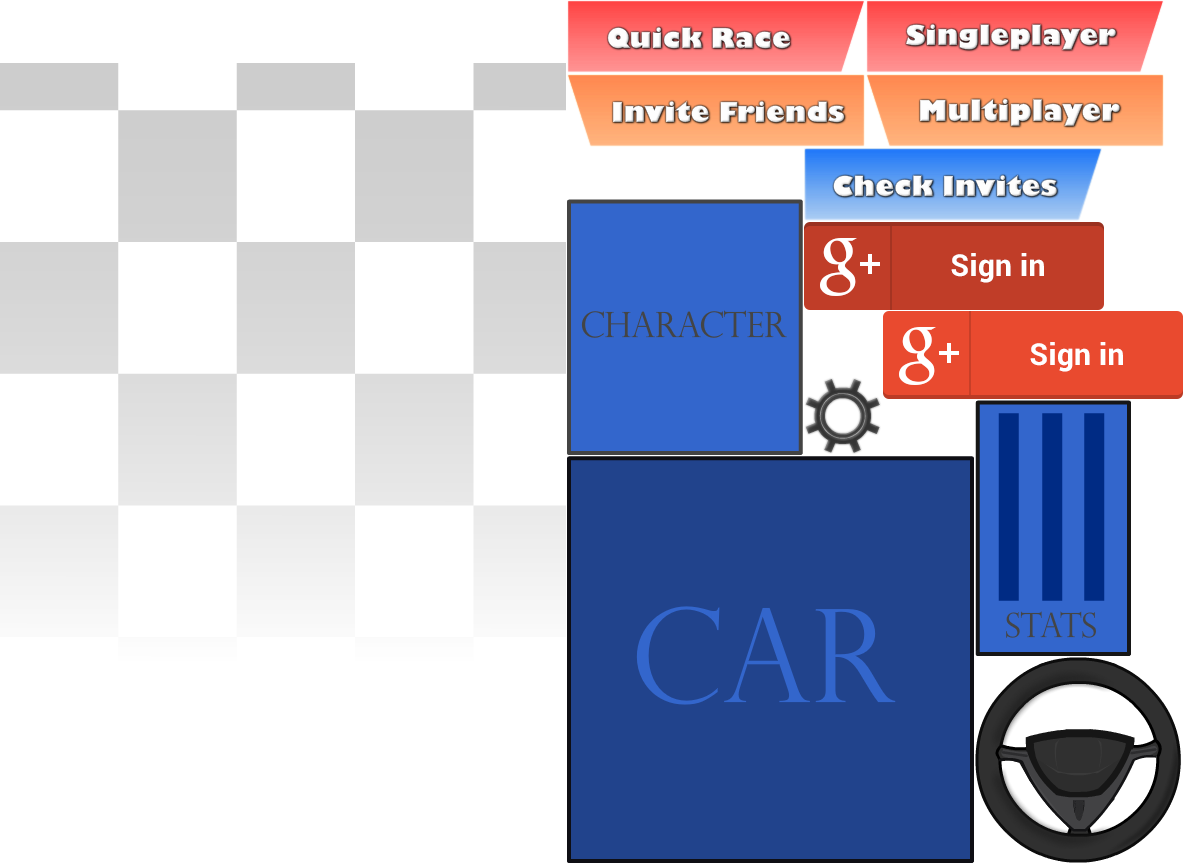 Quick Race
Singleplayer
Invite Friends
Multiplayer
Check Invites
g+ Sign in
CHARACTER
g+ Sign in
STATS
CAR